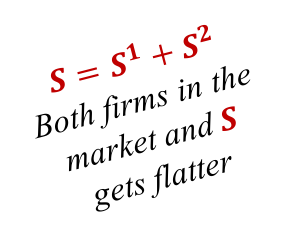 S = S¹ + S²
Both firms in the
market and S
gets flatter